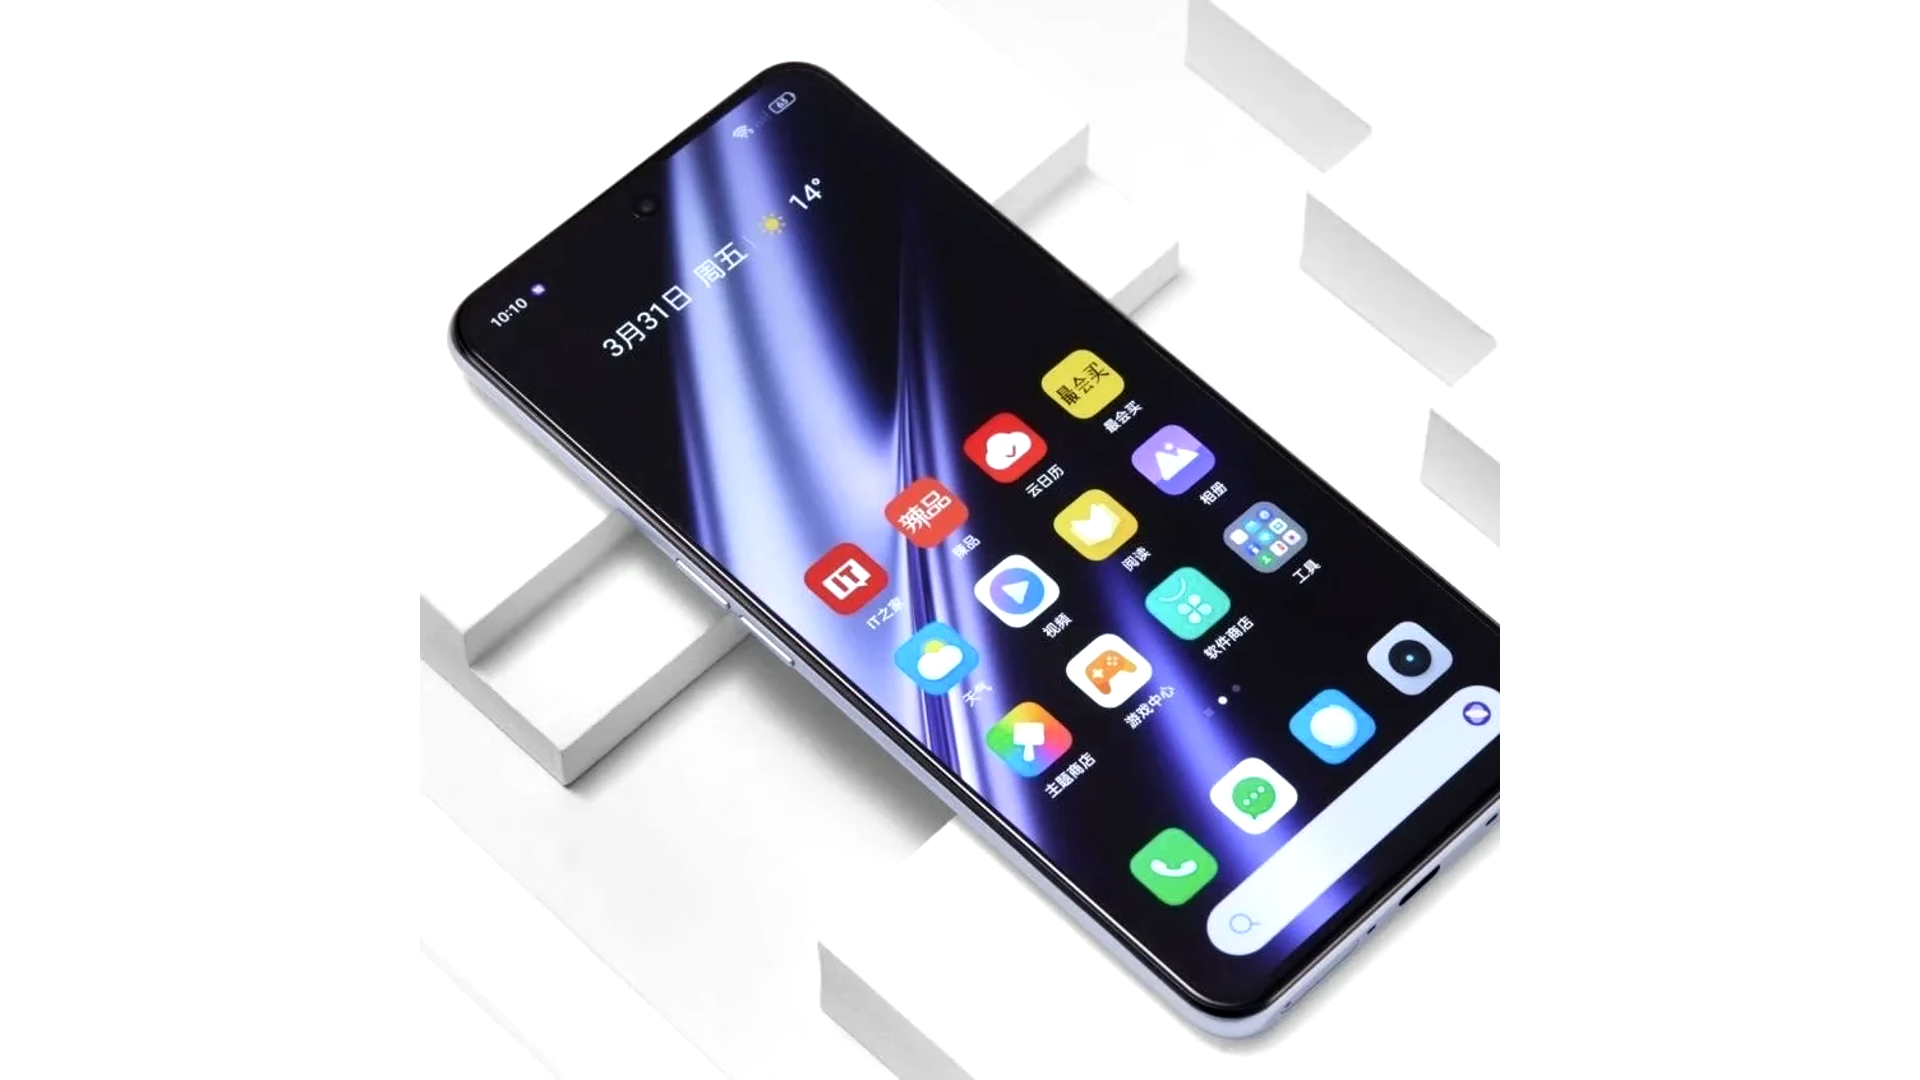 10:10
63
3月31日 周五
14°
IT
辣品
最会买
IT之家
辣品
云日历
最会买
天气
视频
阅读
相册
主题商店
游戏中心
软件商店
工具